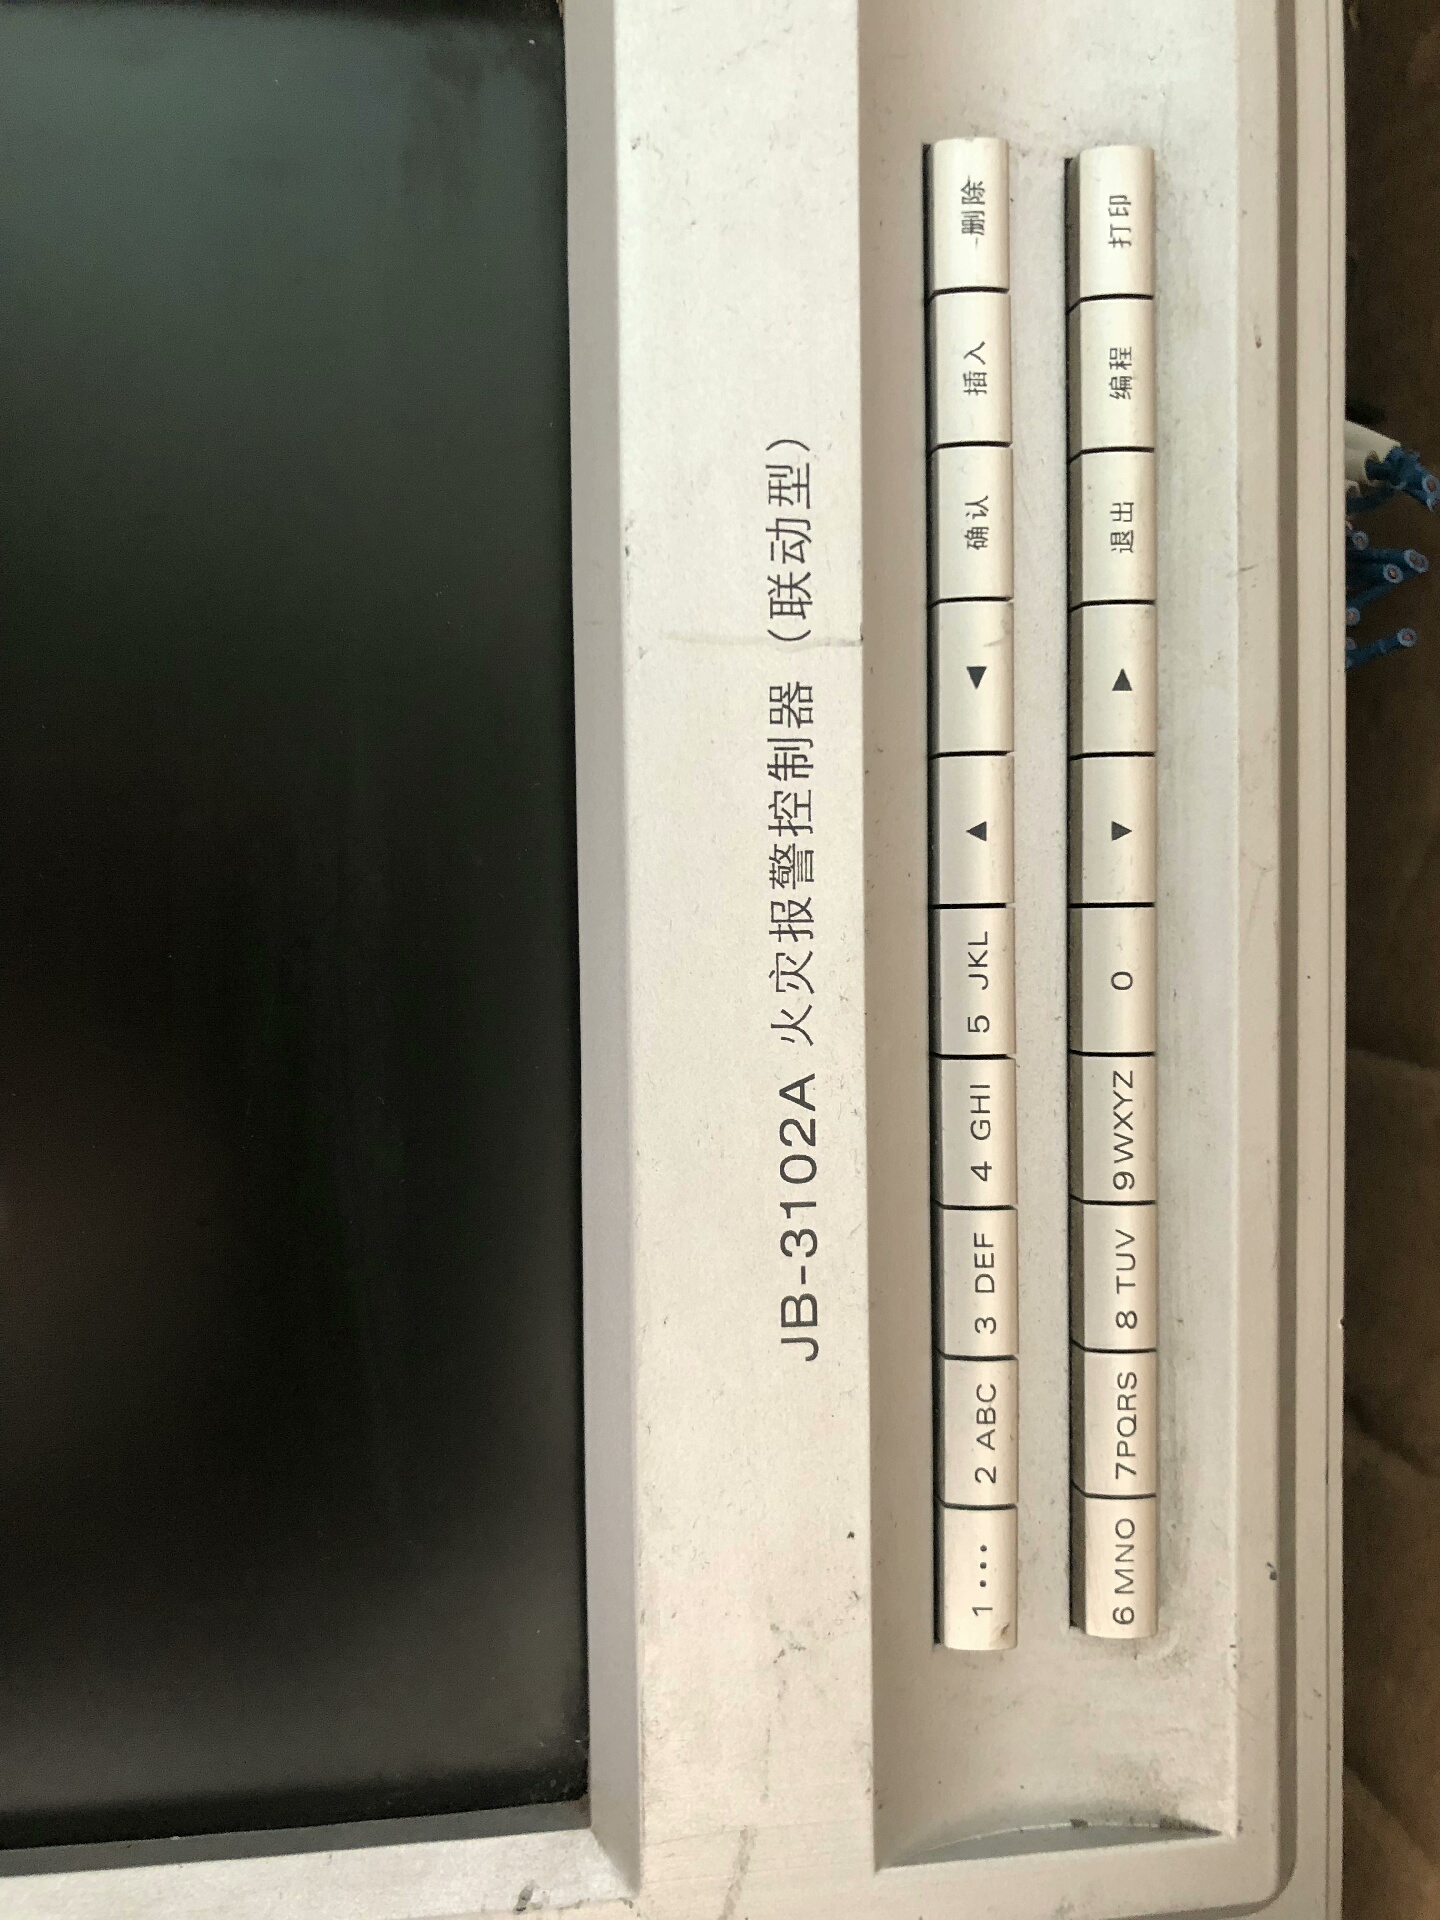 JB-3102A 火灾报警控制器（联动型）
1 ••• 2 ABC 3 DEF 4 GHI 5 JKL 确认 插入 删除
6 MNO 7PQRS 8 TUV 9WXYZ 0 退出 编程 打印